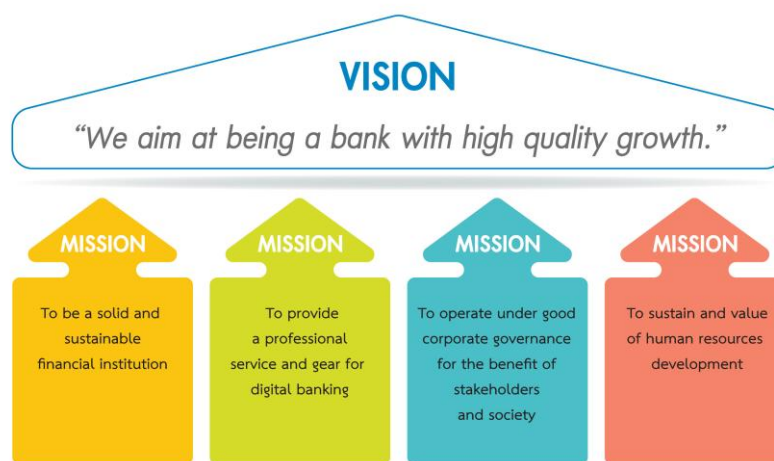 VISION
“We aim at being a bank with high quality growth.”
MISSION
To be a solid and
sustainable
financial institution
MISSION
To provide
a professional
service and gear for
digital banking
MISSION
To operate under good
corporate governance
for the benefit of
stakeholders
and society
MISSION
To sustain and value
of human resources
development